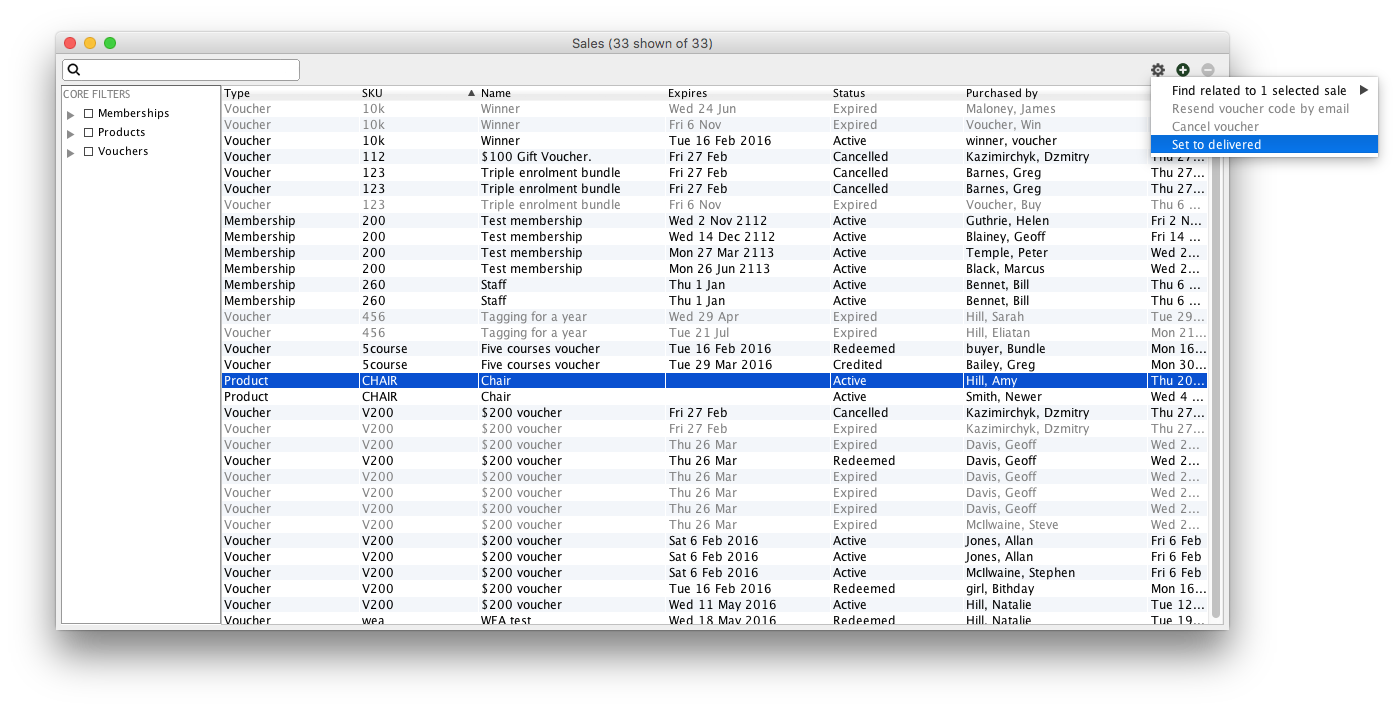 Sales (33 shown of 33)
CORE FILTERS
Memberships
Products
Vouchers
Type SKU Name Expires Status Purchased by
Voucher 10k Winner Wed 24 Jun Expired Maloney, James
Voucher 10k Winner Fri 6 Nov Expired Voucher, Win
Voucher 10k Winner Tue 16 Feb 2016 Active winner, voucher
Voucher 112 $100 Gift Voucher. Fri 27 Feb Cancelled Kazimirchyk, Dzmitry Thu 27...
Voucher 123 Triple enrolment bundle Fri 27 Feb Cancelled Barnes, Greg Thu 27...
Voucher 123 Triple enrolment bundle Fri 27 Feb Cancelled Barnes, Greg Thu 27...
Voucher 123 Triple enrolment bundle Fri 6 Nov Expired Voucher, Buy Thu 6 ...
Membership 200 Test membership Wed 2 Nov 2112 Active Guthrie, Helen Fri 2 N...
Membership 200 Test membership Wed 14 Dec 2112 Active Blainey, Geoff Fri 14 ...
Membership 200 Test membership Mon 27 Mar 2113 Active Temple, Peter Wed 2...
Membership 200 Test membership Mon 26 Jun 2113 Active Black, Marcus Wed 2...
Membership 260 Staff Thu 1 Jan Active Bennet, Bill Thu 6 ...
Membership 260 Staff Thu 1 Jan Active Bennet, Bill Thu 6 ...
Voucher 456 Tagging for a year Wed 29 Apr Expired Hill, Sarah Tue 29...
Voucher 456 Tagging for a year Tue 21 Jul Expired Hill, Eliatan Mon 21...
Voucher 5course Five courses voucher Tue 16 Feb 2016 Redeemed buyer, Bundle Mon 16...
Voucher 5course Five courses voucher Tue 29 Mar 2016 Credited Bailey, Greg Mon 30...
Product CHAIR Chair Active Hill, Amy Thu 20...
Product CHAIR Chair Active Smith, Newer Wed 4 ...
Voucher V200 $200 voucher Fri 27 Feb Cancelled Kazimirchyk, Dzmitry Thu 27...
Voucher V200 $200 voucher Fri 27 Feb Expired Kazimirchyk, Dzmitry Thu 27...
Voucher V200 $200 voucher Thu 26 Mar Expired Davis, Geoff Wed 2...
Voucher V200 $200 voucher Thu 26 Mar Redeemed Davis, Geoff Wed 2...
Voucher V200 $200 voucher Thu 26 Mar Expired Davis, Geoff Wed 2...
Voucher V200 $200 voucher Thu 26 Mar Expired Davis, Geoff Wed 2...
Voucher V200 $200 voucher Thu 26 Mar Expired Davis, Geoff Wed 2...
Voucher V200 $200 voucher Thu 26 Mar Expired McIlwaine, Steve Wed 2...
Voucher V200 $200 voucher Sat 6 Feb 2016 Active Jones, Allan Fri 6 Feb
Voucher V200 $200 voucher Sat 6 Feb 2016 Active Jones, Allan Fri 6 Feb
Voucher V200 $200 voucher Sat 6 Feb 2016 Active McIlwaine, Stephen Fri 6 Feb
Voucher V200 $200 voucher Tue 16 Feb 2016 Redeemed girl, Bithday Mon 16...
Voucher V200 $200 voucher Wed 11 May 2016 Active Hill, Natalie Tue 12...
Voucher wea WEA test Wed 18 May 2016 Redeemed Hill, Natalie Tue 19...
Find related to 1 selected sale
Resend voucher code by email
Cancel voucher
Set to delivered